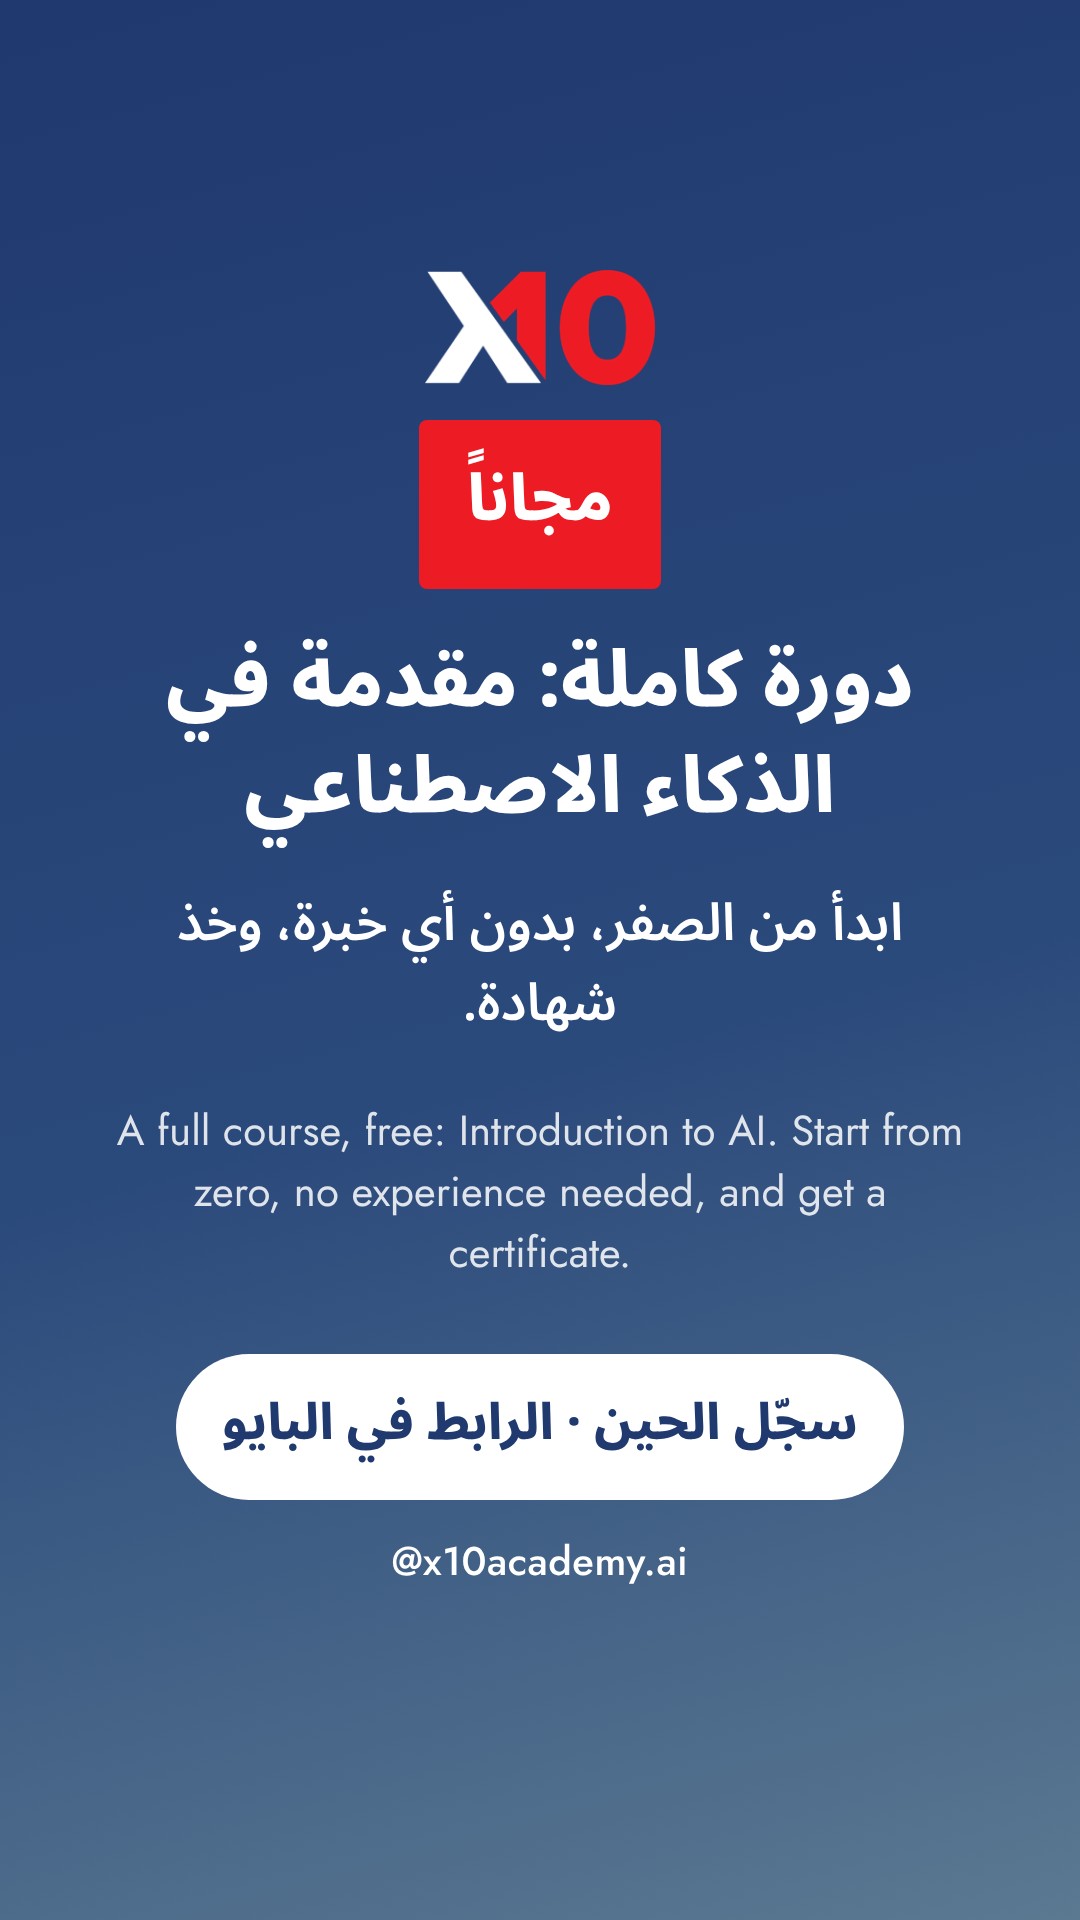 X10
مجاناً
دورة كاملة: مقدمة في
الذكاء الاصطناعي
ابدأ من الصفر، بدون أي خبرة، وخذ
شهادة.
A full course, free: Introduction to AI. Start from
zero, no experience needed, and get a
certificate.
سجّل الحين · الرابط في البايو
@x10academy.ai